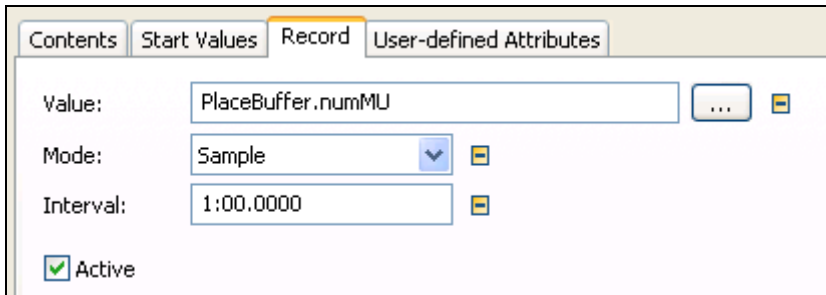 Contents Start Values Record User-defined Attributes
Value: PlaceBuffer.numMU ...
Mode: Sample
Interval: 1:00.0000
Active